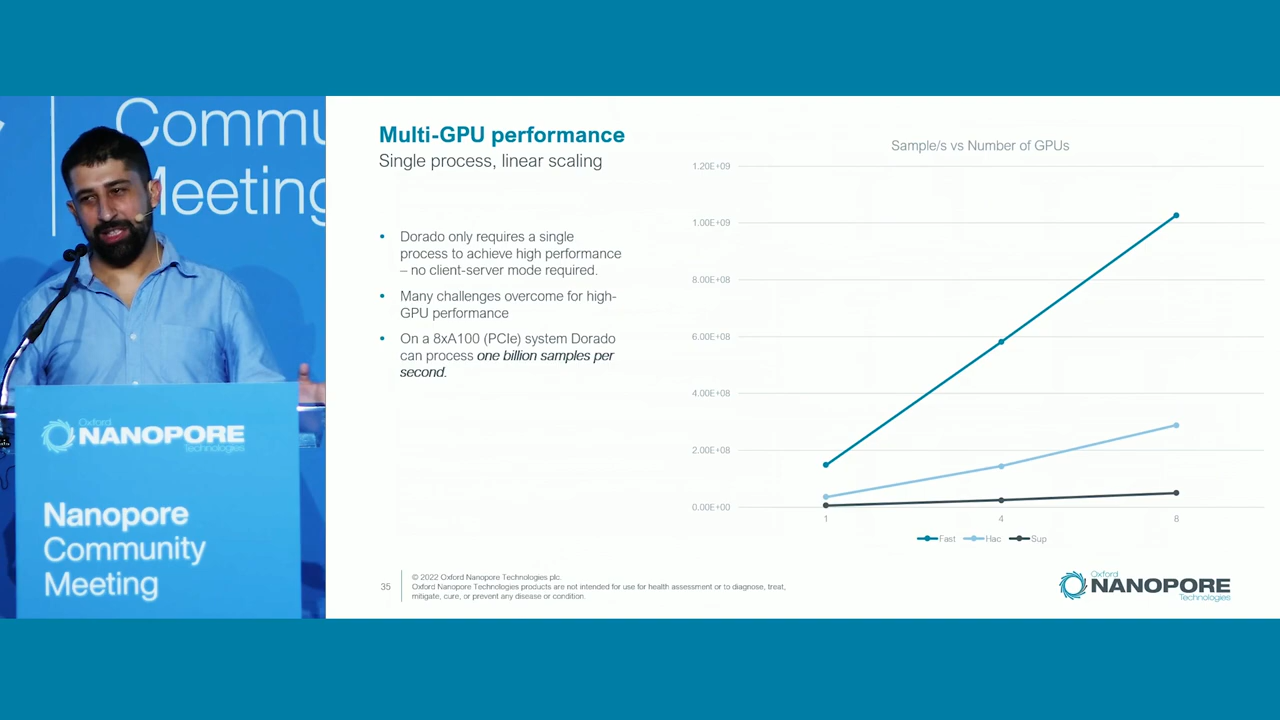 Commu
Meeting
Oxford
NANOPORE
Technologies
Nanopore
Community
Meeting
Multi-GPU performance
Single process, linear scaling
• Dorado only requires a single
process to achieve high performance
– no client-server mode required.
• Many challenges overcome for high-
GPU performance
• On a 8xA100 (PCIe) system Dorado
can process one billion samples per
second.
Sample/s vs Number of GPUs
1.20E+09
1.00E+09
8.00E+08
6.00E+08
4.00E+08
2.00E+08
0.00E+00
1 4 8
Fast Hac Sup
35
© 2022 Oxford Nanopore Technologies plc.
Oxford Nanopore Technologies products are not intended for use for health assessment or to diagnose, treat,
mitigate, cure, or prevent any disease or condition.
Oxford
NANOPORE
Technologies